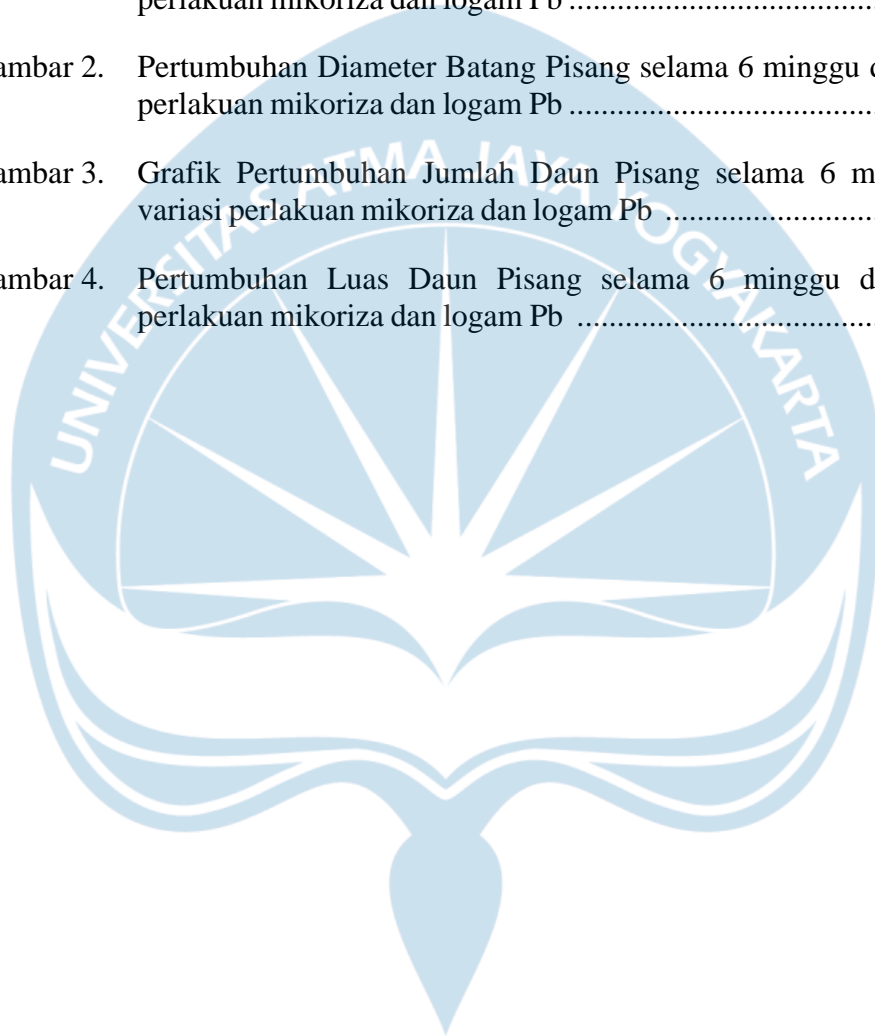 perlakuan mikoriza dan logam Pb ........................................
ambar 2. Pertumbuhan Diameter Batang Pisang selama 6 minggu d
perlakuan mikoriza dan logam Pb ........................................
ambar 3. Grafik Pertumbuhan Jumlah Daun Pisang selama 6 m
variasi perlakuan mikoriza dan logam Pb ...........................
ambar 4. Pertumbuhan Luas Daun Pisang selama 6 minggu d
perlakuan mikoriza dan logam Pb .......................................
UNIVERSITAS ATMA JAYA YOGYAKARTA